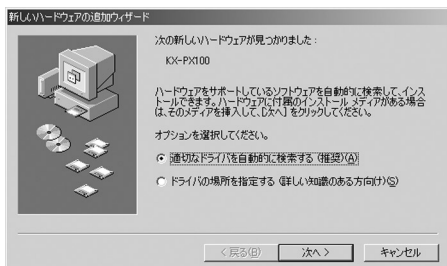 新しいハードウェアの追加ウィザード
次の新しいハードウェアが見つかりました：
KX-PX100
ハードウェアをサポートしているソフトウェアを自動的に検索して、インス
トールできます。ハードウェアに付属のインストール メディアがある場合
は、そのメディアを挿入して、[次へ] をクリックしてください。
オプションを選択してください。
適切なドライバを自動的に検索する (推奨)(A)
ドライバの場所を指定する (詳しい知識のある方向け)(S)
< 戻る(B)
次へ >
キャンセル